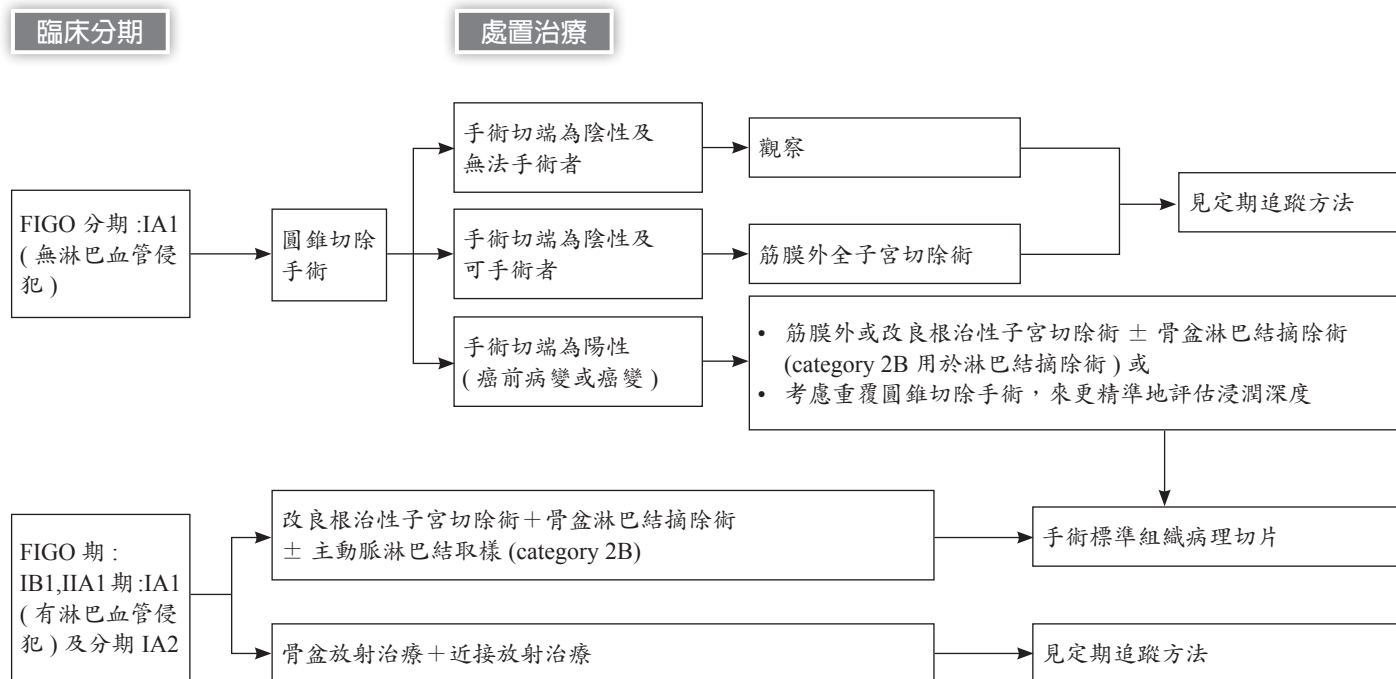 臨床分期
處置治療
FIGO 分期 :IA1
( 無淋巴血管侵
犯 )
圓錐切除
手術
手術切端為陰性及
無法手術者
觀察
見定期追蹤方法
手術切端為陰性及
可手術者
筋膜外全子宮切除術
手術切端為陽性
( 癌前病變或癌變 )
• 筋膜外或改良根治性子宮切除術 ± 骨盆淋巴結摘除術
(category 2B 用於淋巴結摘除術 ) 或
• 考慮重覆圓錐切除手術，來更精準地評估浸潤深度
FIGO 期 :
IB1,IIA1 期 :IA1
( 有淋巴血管侵
犯 ) 及分期 IA2
改良根治性子宮切除術＋骨盆淋巴結摘除術
± 主動脈淋巴結取樣 (category 2B)
手術標準組織病理切片
骨盆放射治療＋近接放射治療
見定期追蹤方法